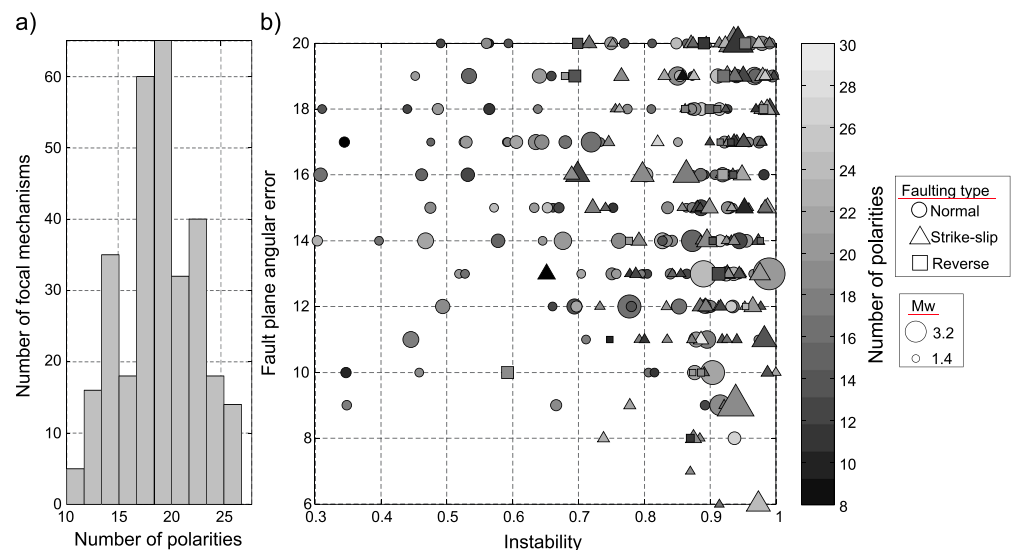 a)
Number of focal mechanisms
60
50
40
30
20
10
0
10 15 20 25
Number of polarities
b)
Fault plane angular error
20
18
16
14
12
10
8
6
0.3 0.4 0.5 0.6 0.7 0.8 0.9 1
Instability
30
28
26
24
22
20
18
16
14
12
10
8
Number of polarities
Faulting type
Normal
Strike-slip
Reverse
Mw
3.2
1.4